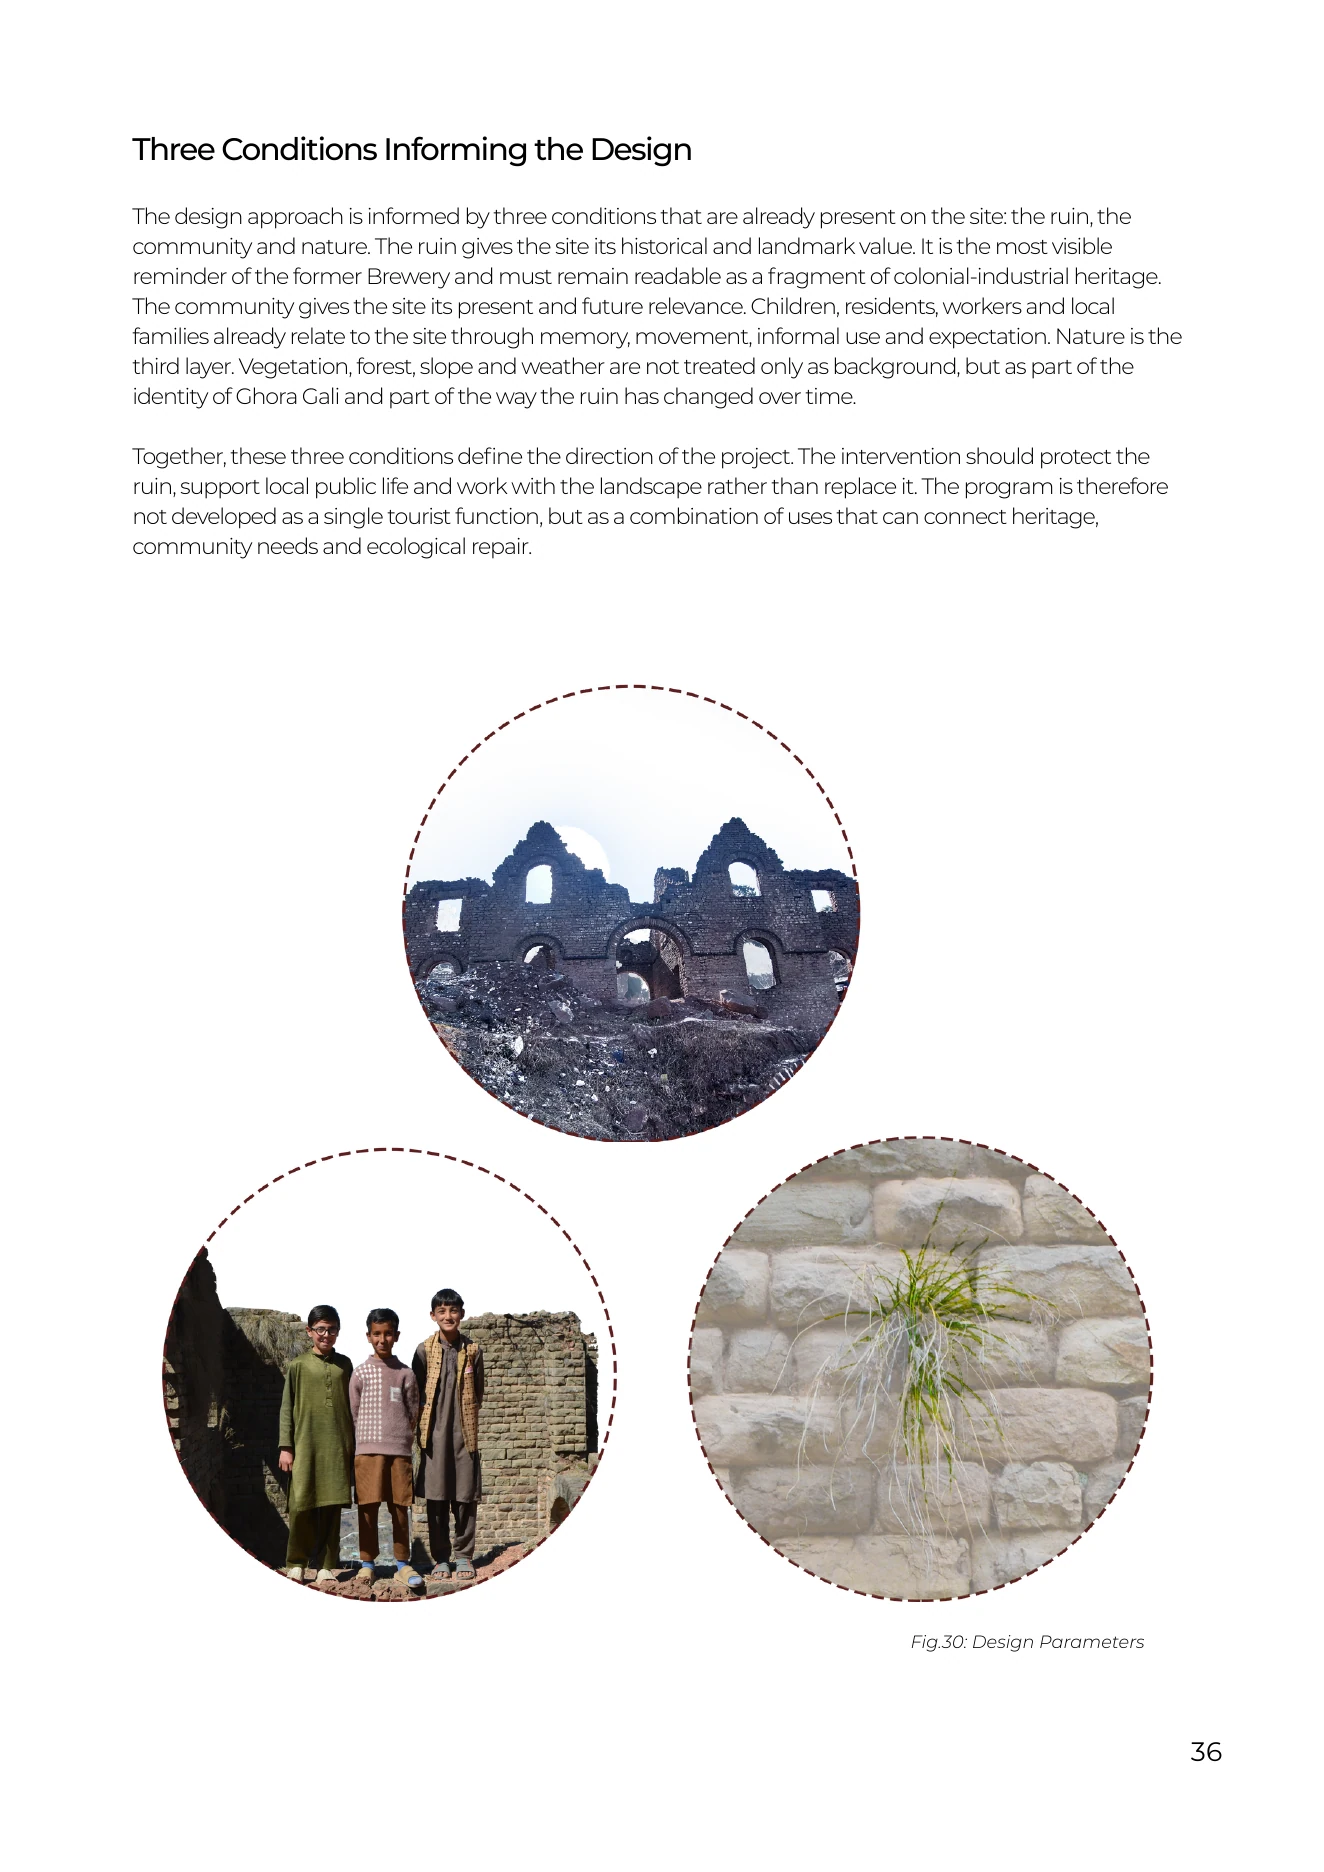 Three Conditions Informing the Design
The design approach is informed by three conditions that are already present on the site: the ruin, the
community and nature. The ruin gives the site its historical and landmark value. It is the most visible
reminder of the former Brewery and must remain readable as a fragment of colonial-industrial heritage.
The community gives the site its present and future relevance. Children, residents, workers and local
families already relate to the site through memory, movement, informal use and expectation. Nature is the
third layer. Vegetation, forest, slope and weather are not treated only as background, but as part of the
identity of Ghora Gali and part of the way the ruin has changed over time.
Together, these three conditions define the direction of the project. The intervention should protect the
ruin, support local public life and work with the landscape rather than replace it. The program is therefore
not developed as a single tourist function, but as a combination of uses that can connect heritage,
community needs and ecological repair.
Fig.30: Design Parameters
36